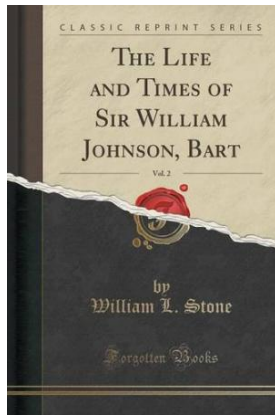 CLASSIC REPRINT SERIES
THE LIFE
AND TIMES OF
SIR WILLIAM
JOHNSON, BART
Vol. 2
by
William L. Stone
Forgotten Books